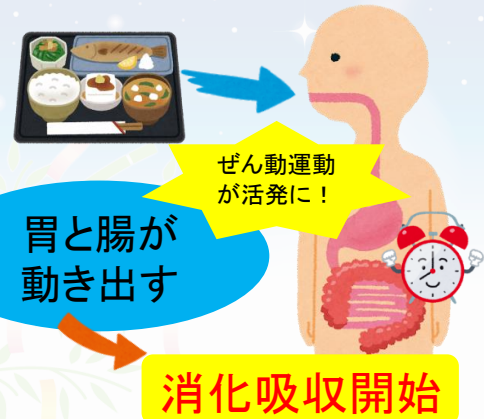 ぜん動運動
が活発に！
胃と腸が
動き出す
消化吸収開始